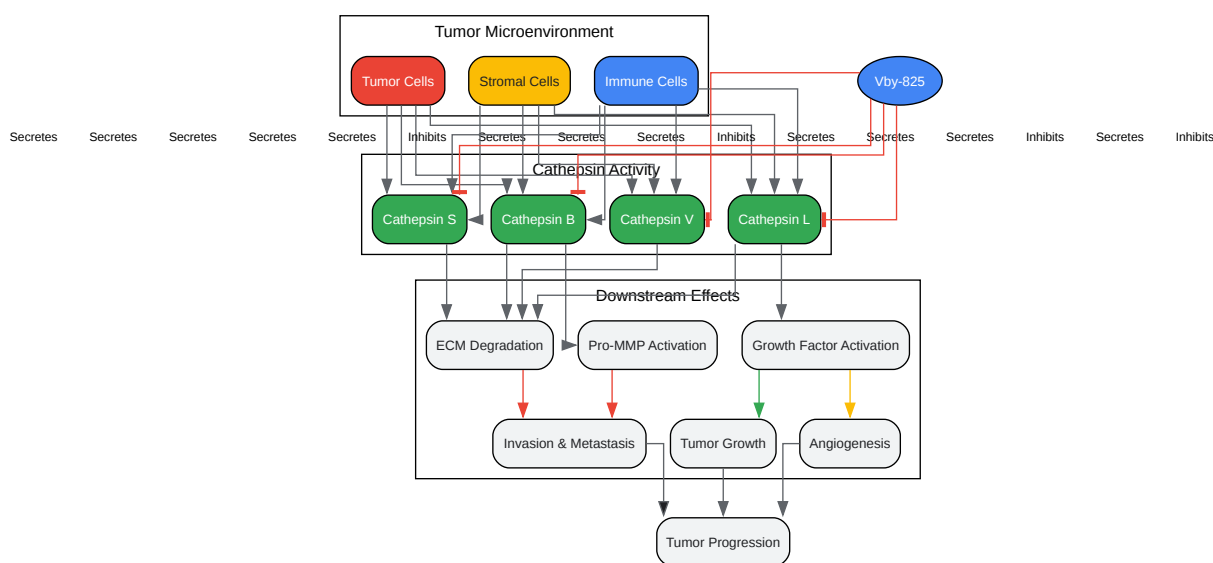 Tumor Microenvironment
Tumor Cells Stromal Cells Immune Cells Vby-825
Secretes Secretes Secretes Secretes Secretes Inhibits Secretes Secretes Secretes Inhibits Secretes Secretes Secretes Inhibits Secretes Inhibits
Cathepsin Activity
Cathepsin S Cathepsin B Cathepsin V Cathepsin L
Downstream Effects
ECM Degradation Pro-MMP Activation Growth Factor Activation
Invasion & Metastasis Tumor Growth Angiogenesis
Tumor Progression